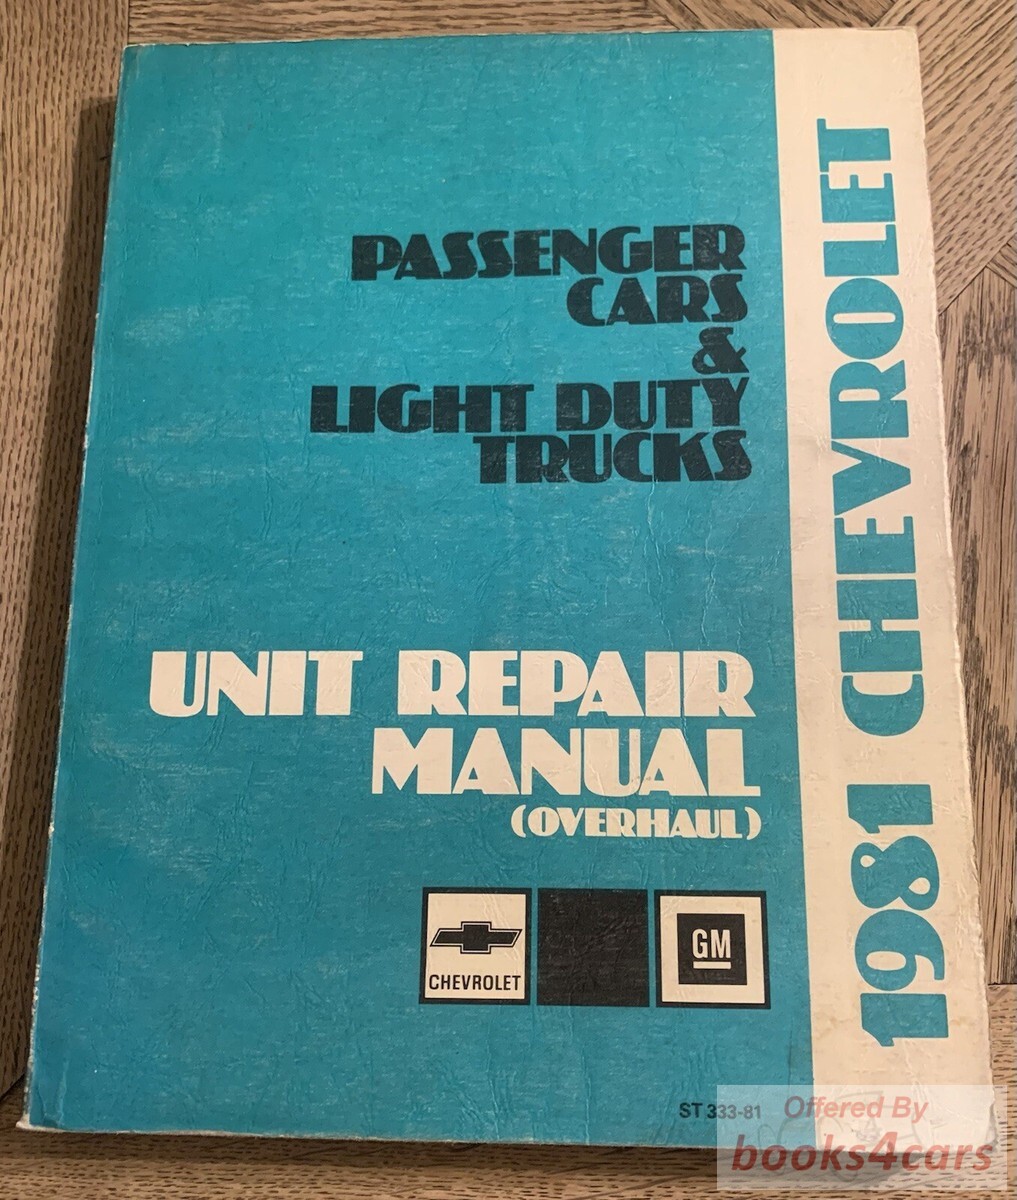 PASSENGER
CARS
&
LIGHT DUTY
TRUCKS
UNIT REPAIR
MANUAL
(OVERHAUL)
CHEVROLET
GM
ST 333-81
1981 CHEVROLET
Offered By
books4cars